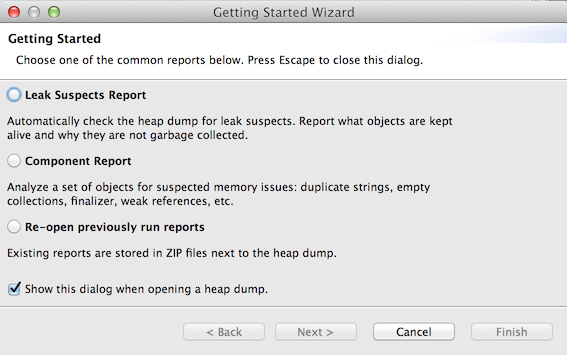 Getting Started Wizard
Getting Started
Choose one of the common reports below. Press Escape to close this dialog.
Leak Suspects Report
Automatically check the heap dump for leak suspects. Report what objects are kept
alive and why they are not garbage collected.
Component Report
Analyze a set of objects for suspected memory issues: duplicate strings, empty
collections, finalizer, weak references, etc.
Re-open previously run reports
Existing reports are stored in ZIP files next to the heap dump.
Show this dialog when opening a heap dump.
< Back Next > Cancel Finish